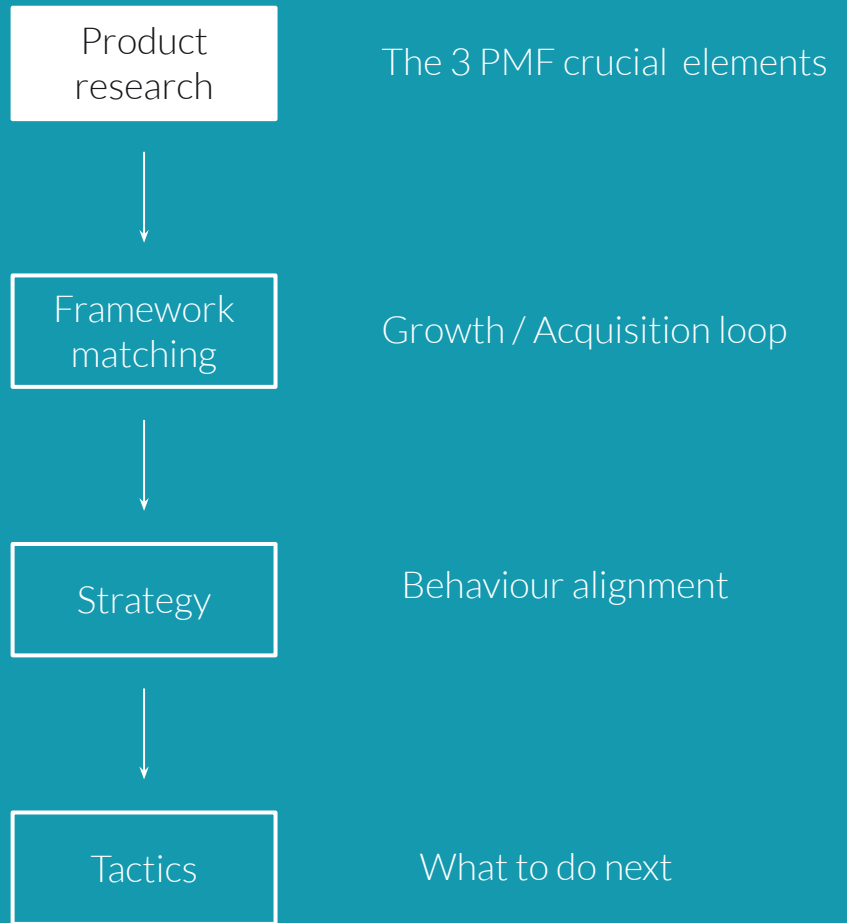 Product
research
The 3 PMF crucial  elements
Framework
matching
Growth / Acquisition loop
Strategy
Behaviour alignment
Tactics
What to do next